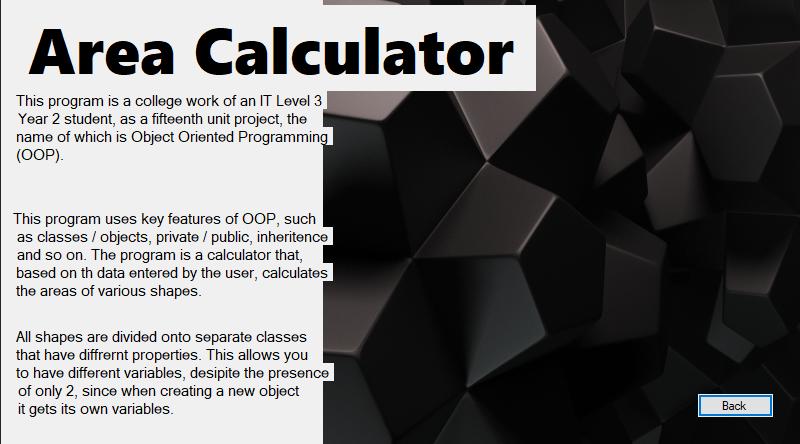 Area Calculator
This program is a college work of an IT Level 3
Year 2 student, as a fifteenth unit project, the
name of which is Object Oriented Programming
(OOP).
This program uses key features of OOP, such
as classes / objects, private / public, inheritence
and so on. The program is a calculator that,
based on th data entered by the user, calculates
the areas of various shapes.
All shapes are divided onto separate classes
that have diffrernt properties. This allows you
to have different variables, desipite the presence
of only 2, since when creating a new object
it gets its own variables.
Back